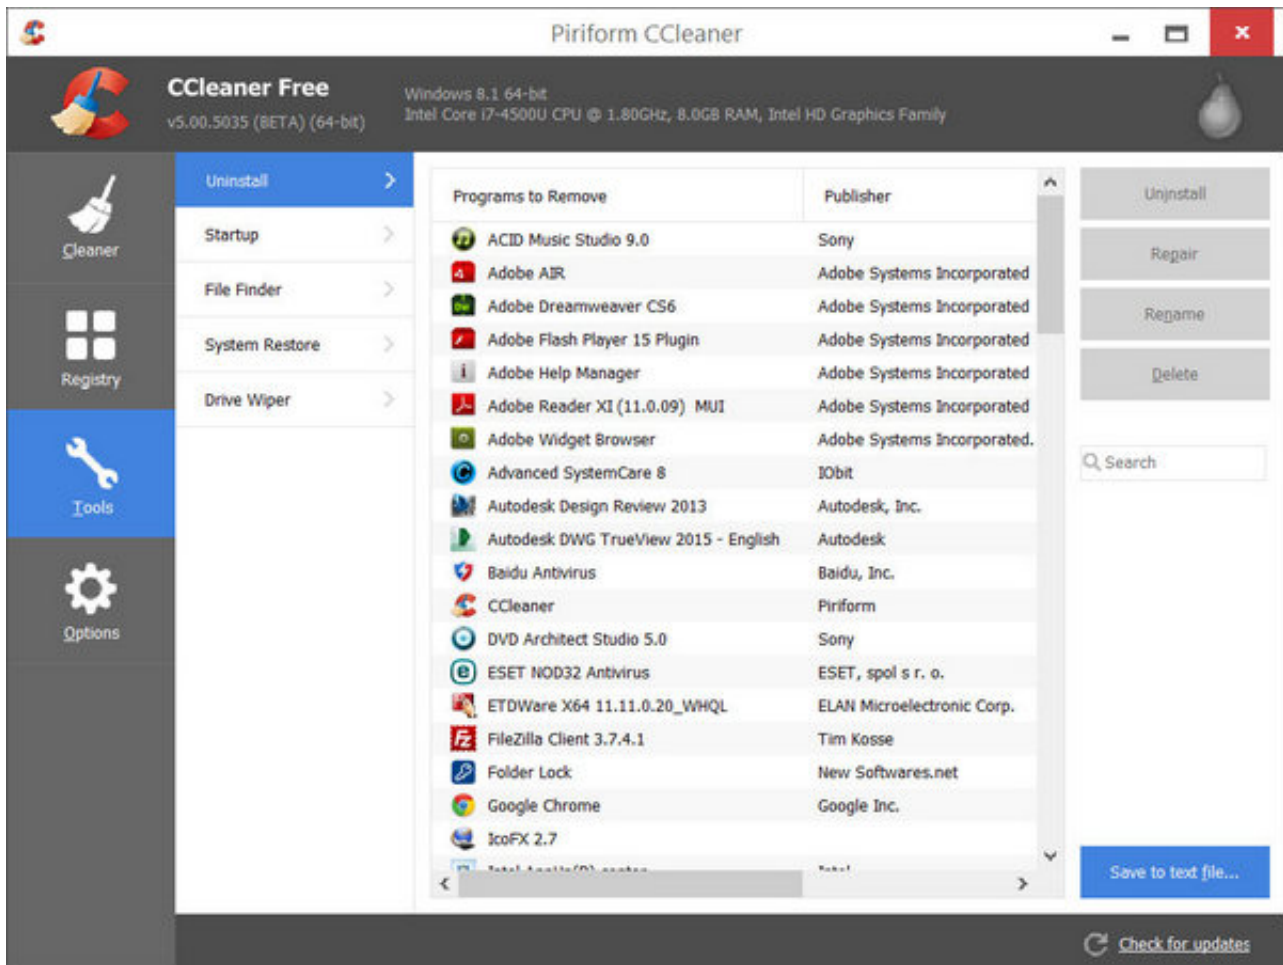 Piriform CCleaner
CCleaner Free
v5.00.5035 (BETA) (64-bit)
Windows 8.1 64-bit
Intel Core i7-4500U CPU @ 1.80GHz, 8.0GB RAM, Intel HD Graphics Family
Cleaner
Registry
Tools
Options
Uninstall
Startup
File Finder
System Restore
Drive Wiper
Programs to Remove Publisher
ACID Music Studio 9.0 Sony
Adobe AIR Adobe Systems Incorporated
Adobe Dreamweaver CS6 Adobe Systems Incorporated
Adobe Flash Player 15 Plugin Adobe Systems Incorporated
Adobe Help Manager Adobe Systems Incorporated
Adobe Reader XI (11.0.09) MUI Adobe Systems Incorporated
Adobe Widget Browser Adobe Systems Incorporated.
Advanced SystemCare 8 IObit
Autodesk Design Review 2013 Autodesk, Inc.
Autodesk DWG TrueView 2015 - English Autodesk
Baidu Antivirus Baidu, Inc.
CCleaner Piriform
DVD Architect Studio 5.0 Sony
ESET NOD32 Antivirus ESET, spol s r. o.
ETDWare X64 11.11.0.20_WHQL ELAN Microelectronic Corp.
FileZilla Client 3.7.4.1 Tim Kosse
Folder Lock New Softwares.net
Google Chrome Google Inc.
IcoFX 2.7
Uninstall
Repair
Rename
Delete
Search
Save to text file...
Check for updates